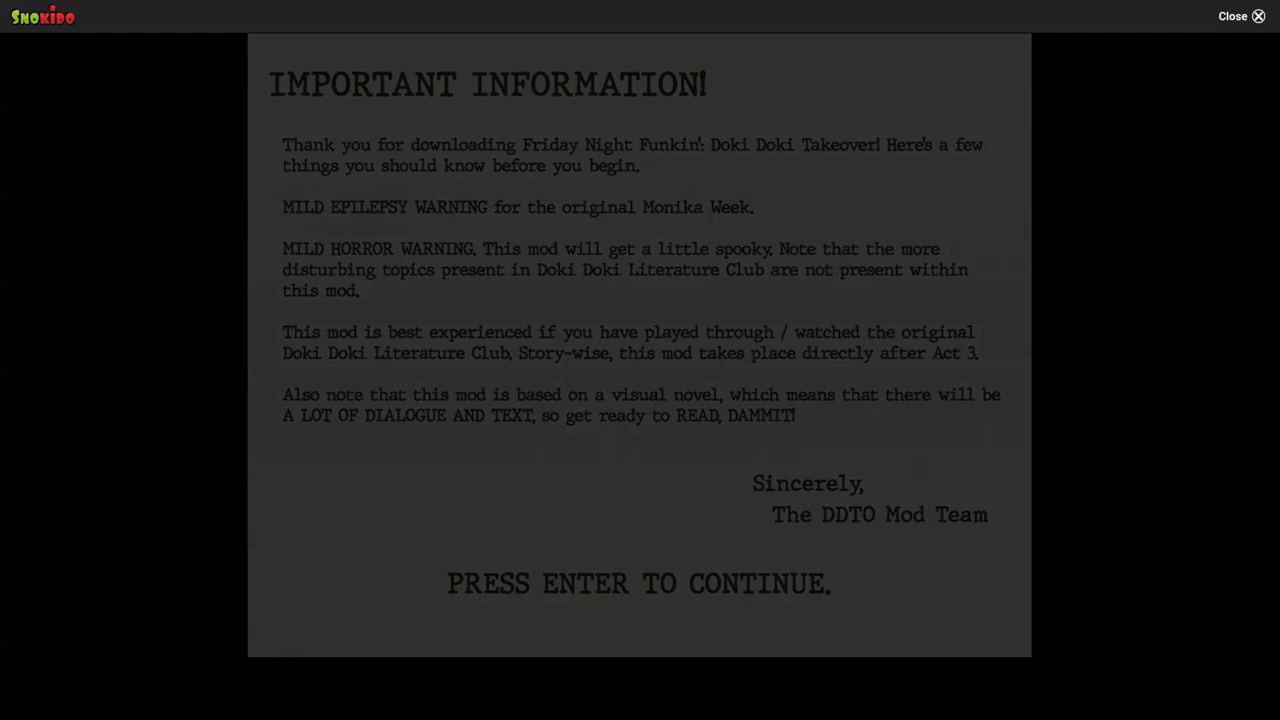 SNOKIDO
Close
IMPORTANT INFORMATION!
Thank you for downloading Friday Night Funkin': Doki Doki Takeover! Here's a few
things you should know before you begin.
MILD EPILEPSY WARNING for the original Monika Week.
MILD HORROR WARNING. This mod will get a little spooky. Note that the more
disturbing topics present in Doki Doki Literature Club are not present within
this mod.
This mod is best experienced if you have played through / watched the original
Doki Doki Literature Club. Story-wise, this mod takes place directly after Act 3.
Also note that this mod is based on a visual novel, which means that there will be
A LOT OF DIALOGUE AND TEXT, so get ready to READ, DAMMIT!
Sincerely,
The DDTO Mod Team
PRESS ENTER TO CONTINUE.